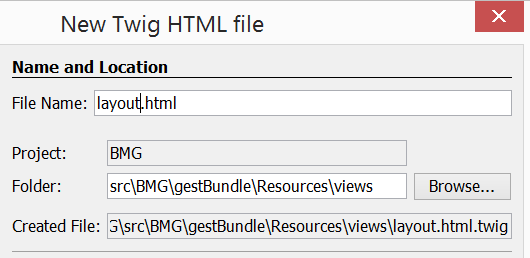 New Twig HTML file
Name and Location
File Name: layout.html
Project: BMG
Folder: src\BMG\gestBundle\Resources\views Browse...
Created File: G\src\BMG\gestBundle\Resources\views\layout.html.twig